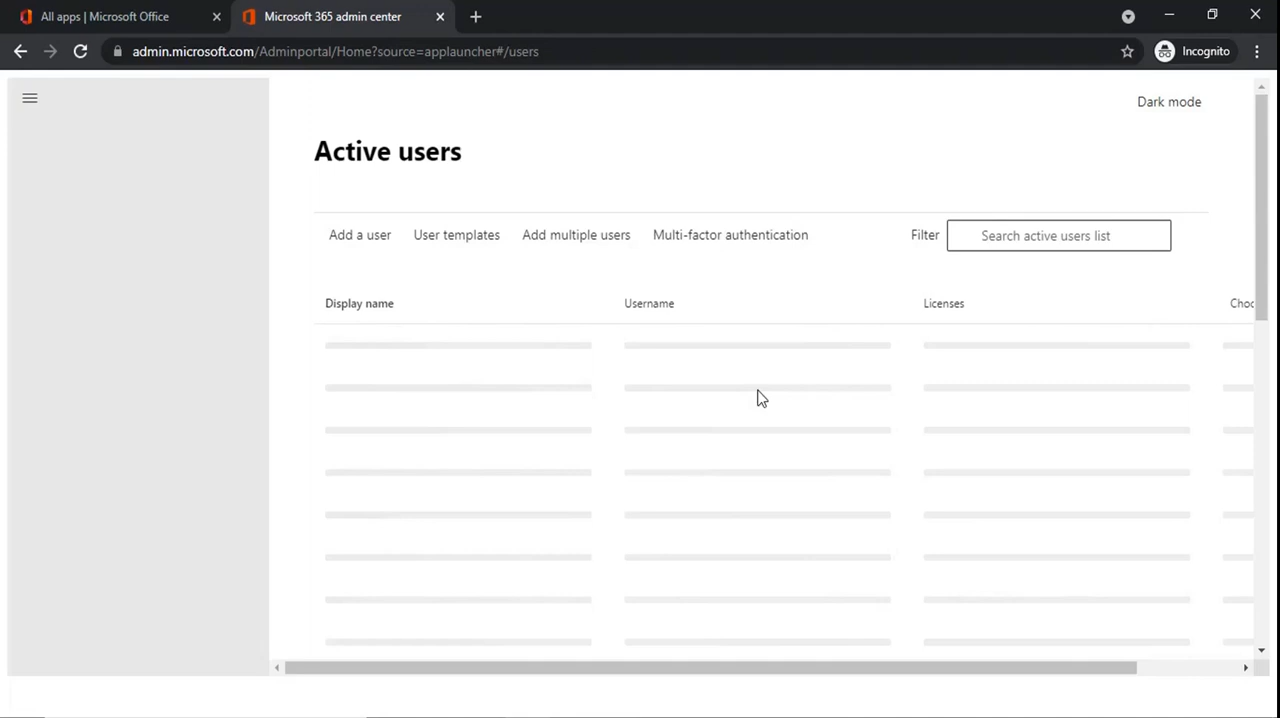 All apps | Microsoft Office
Microsoft 365 admin center
admin.microsoft.com/Adminportal/Home?source=applauncher#/users
Incognito
Dark mode
Active users
Add a user User templates Add multiple users Multi-factor authentication Filter Search active users list
Display name Username Licenses Choo